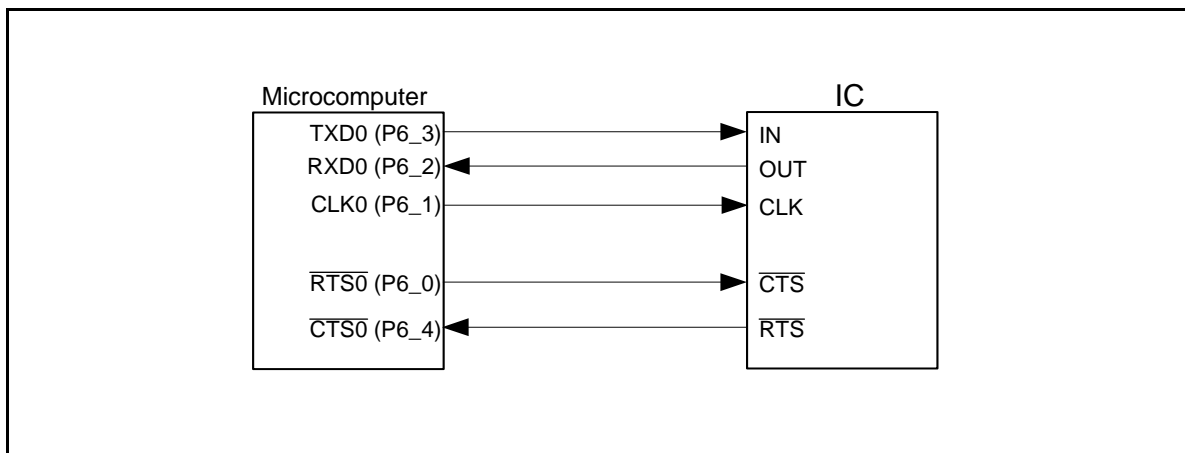 Microcomputer
TXD0 (P6_3)
RXD0 (P6_2)
CLK0 (P6_1)
RTS0 (P6_0)
CTS0 (P6_4)
IC
IN
OUT
CLK
CTS
RTS